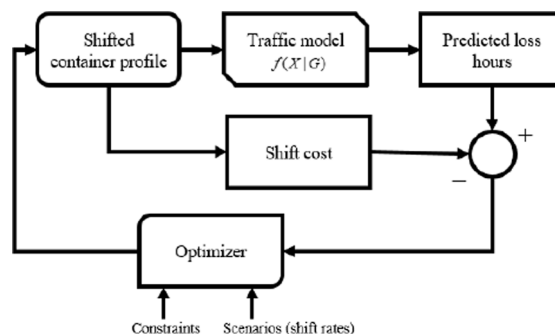 Shifted
container profile
Traffic model
f(X|G)
Predicted loss
hours
+
Shift cost
−
Optimizer
Constraints
Scenarios (shift rates)